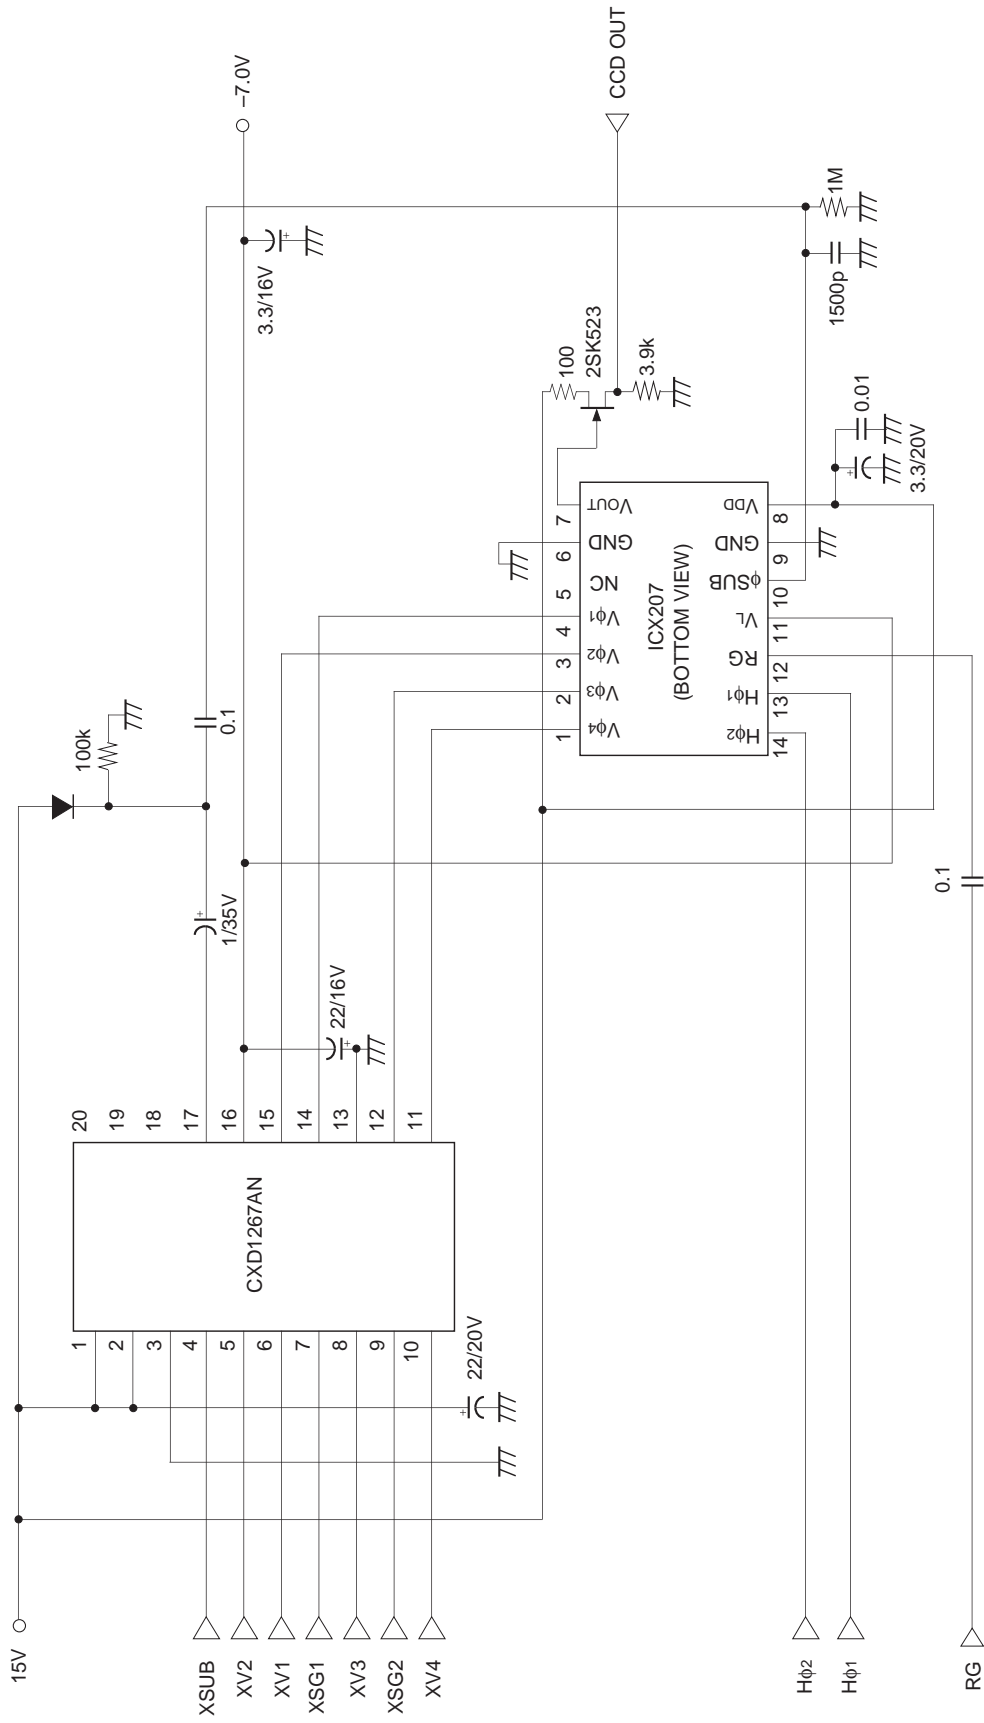 15V
XSUB
XV2
XV1
XSG1
XV3
XSG2
XV4
Hϕ2
Hϕ1
RG
22/20V
1
2
3
4
5
6
7
8
9
10
CXD1267AN
20
19
18
17
16
15
14
13
12
11
22/16V
1/35V
0.1
100k
0.1
−7.0V
3.3/16V
CCD OUT
100
2SK523
3.9k
1M
1500p
0.01
3.3/20V
ICX207
(BOTTOM VIEW)
1
2
3
4
5
6
7
Vϕ4
Vϕ3
Vϕ2
Vϕ1
NC
GND
VOUT
Hϕ2
Hϕ1
RG
VL
ϕSUB
GND
VDD
14
13
12
11
10
9
8
+
+
+
+
+